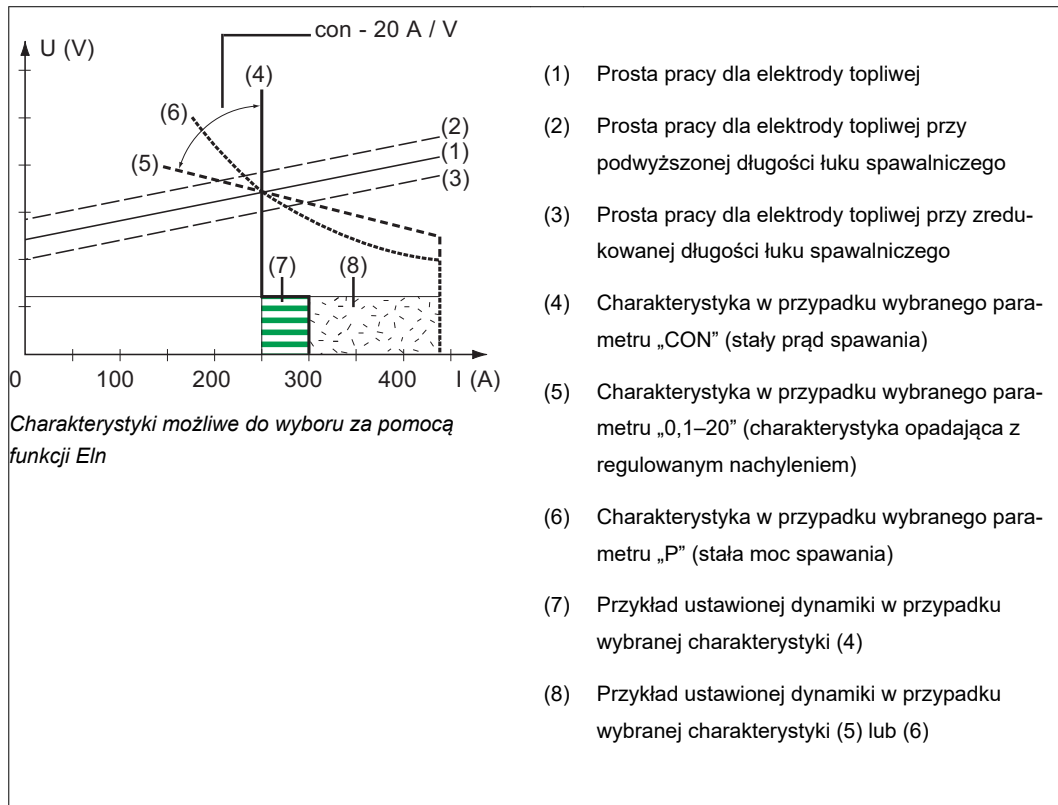 con - 20 A / V
U (V)
(4)
(6)
(5)
(2)
(1)
(3)
(7)
(8)
0
100
200
300
400
I (A)
Charakterystyki możliwe do wyboru za pomocą
funkcji Eln
(1) Prosta pracy dla elektrody topliwej
(2) Prosta pracy dla elektrody topliwej przy
podwyższonej długości łuku spawalniczego
(3) Prosta pracy dla elektrody topliwej przy zredu-
kowanej długości łuku spawalniczego
(4) Charakterystyka w przypadku wybranego para-
metru „CON” (stały prąd spawania)
(5) Charakterystyka w przypadku wybranego para-
metru „0,1–20” (charakterystyka opadająca z
regulowanym nachyleniem)
(6) Charakterystyka w przypadku wybranego para-
metru „P” (stała moc spawania)
(7) Przykład ustawionej dynamiki w przypadku
wybranej charakterystyki (4)
(8) Przykład ustawionej dynamiki w przypadku
wybranej charakterystyki (5) lub (6)